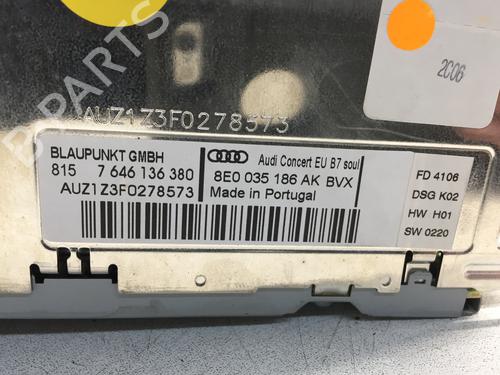 2C06
AUZ1Z3F0278573
BLAUPUNKT GMBH
815 7 646 136 380
AUZ1Z3F0278573
Audi Concert EU B7 soul
8E0 035 186 AK BVX
Made in Portugal
FD 4106
DSG K02
HW H01
SW 0220
B-PARTS